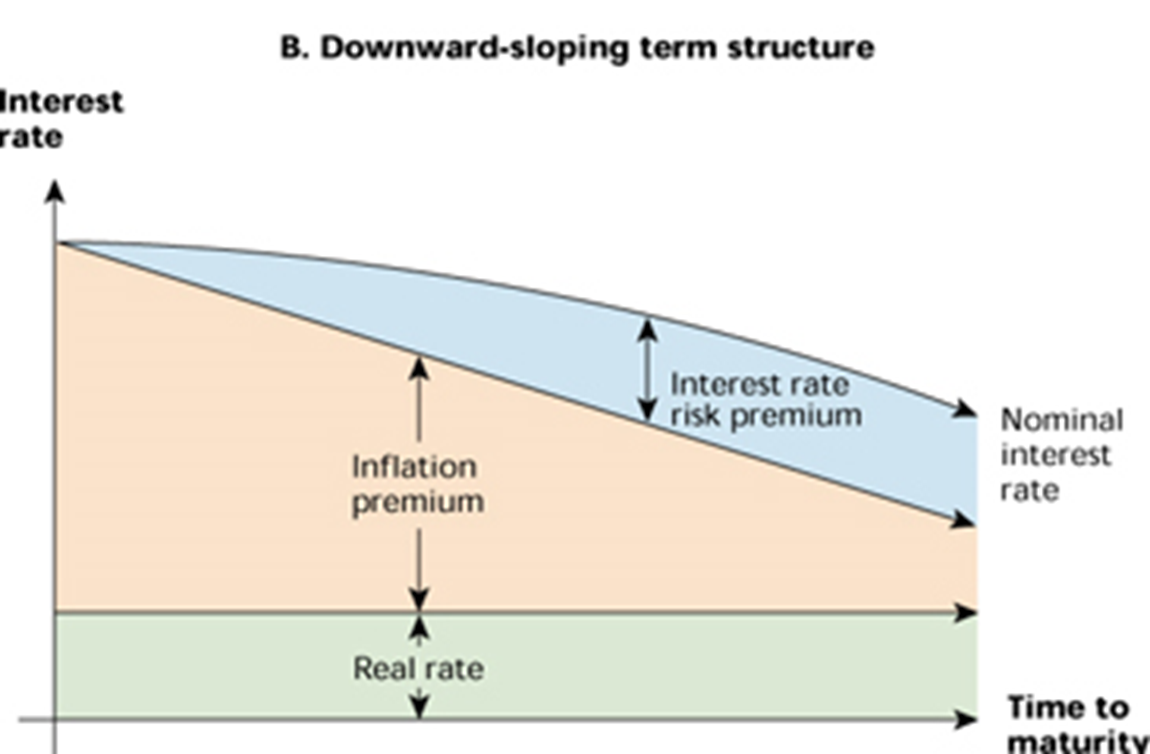 B. Downward-sloping term structure
Interest
rate
Interest rate
risk premium
Nominal
interest
rate
Inflation
premium
Real rate
Time to
maturity